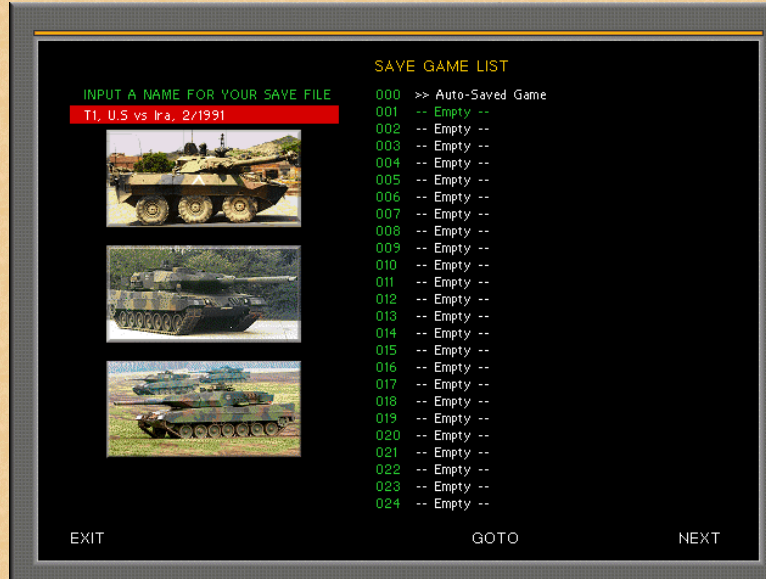 SAVE GAME LIST
INPUT A NAME FOR YOUR SAVE FILE
T1, U.S vs Ira, 2/1991
000 >> Auto-Saved Game
001 -- Empty --
002 -- Empty --
003 -- Empty --
004 -- Empty --
005 -- Empty --
006 -- Empty --
007 -- Empty --
008 -- Empty --
009 -- Empty --
010 -- Empty --
011 -- Empty --
012 -- Empty --
013 -- Empty --
014 -- Empty --
015 -- Empty --
016 -- Empty --
017 -- Empty --
018 -- Empty --
019 -- Empty --
020 -- Empty --
021 -- Empty --
022 -- Empty --
023 -- Empty --
024 -- Empty --
EXIT GOTO NEXT